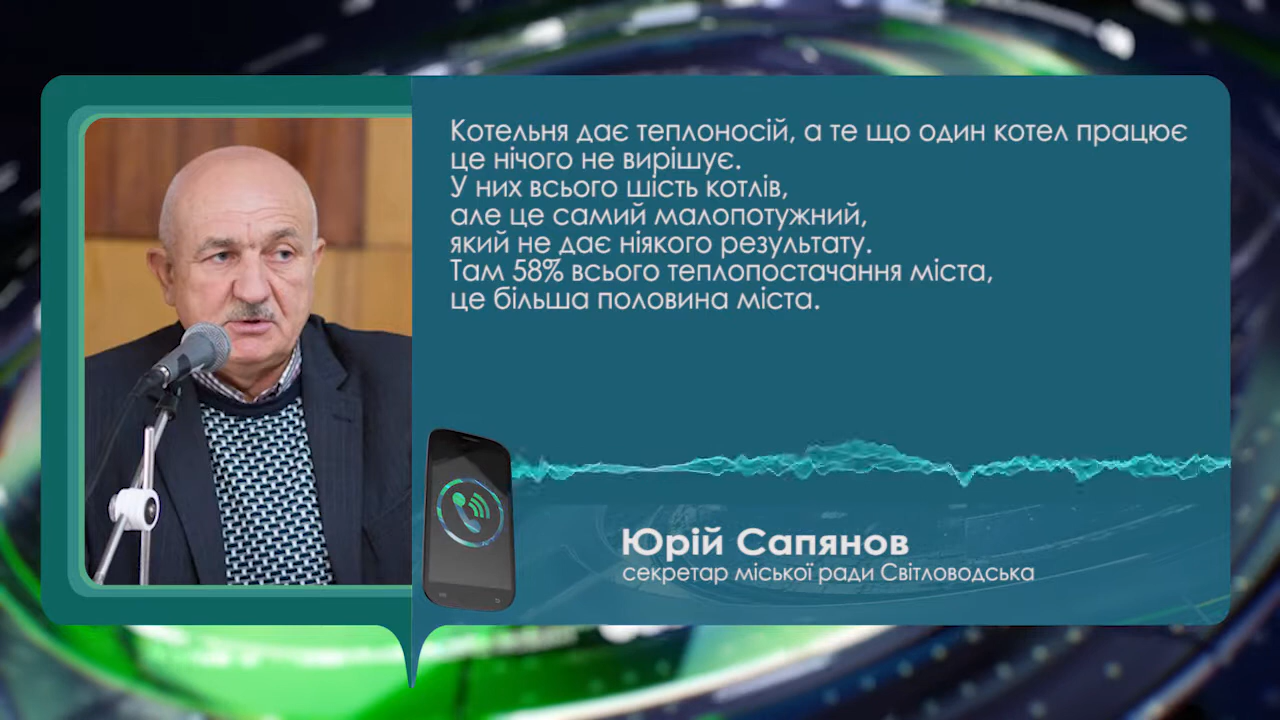 Котельня дає теплоносій, а те що один котел працює
це нічого не вирішує.
У них всього шість котлів,
але це самий малопотужний,
який не дає ніякого результату.
Там 58% всього теплопостачання міста,
це більша половина міста.
Юрій Сапянов
секретар міської ради Світловодська